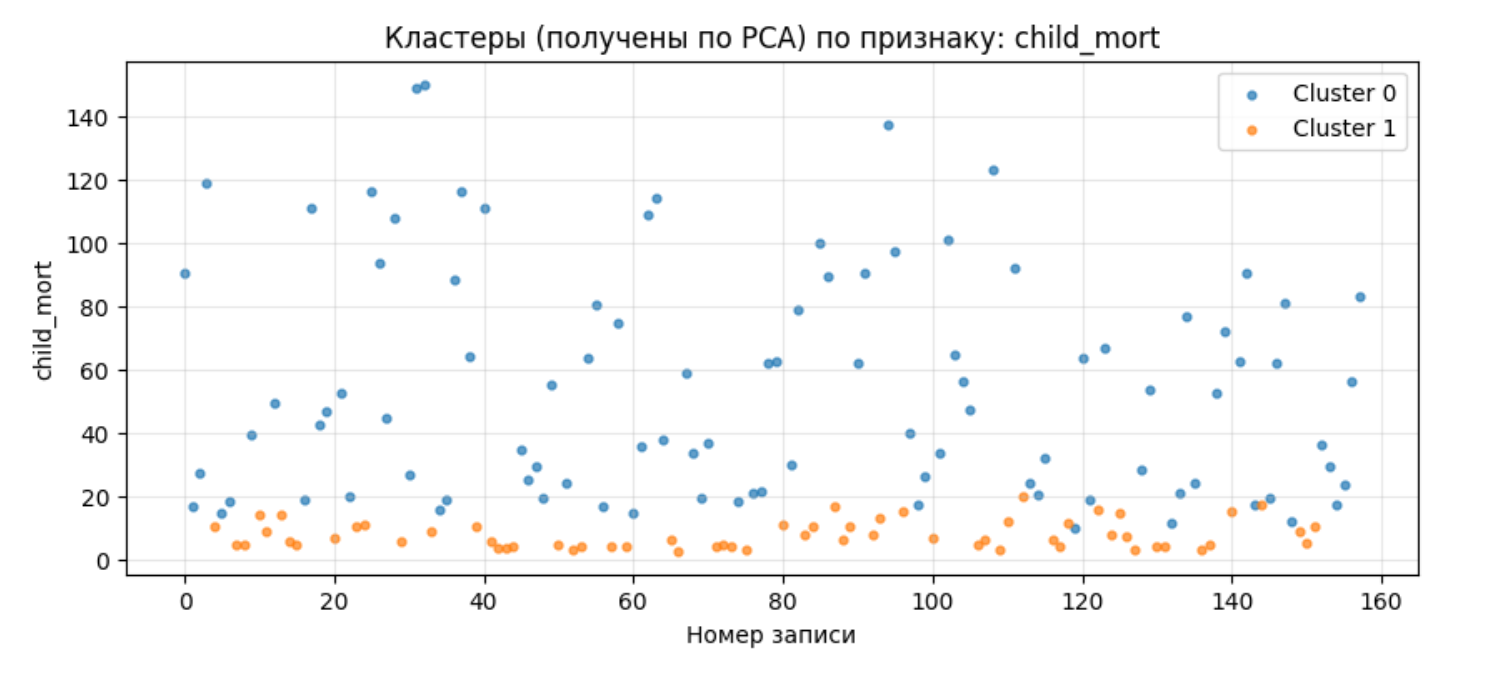 Кластеры (получены по PCA) по признаку: child_mort
Cluster 0
Cluster 1
140
120
100
80
60
40
20
0
child_mort
0 20 40 60 80 100 120 140 160
Номер записи